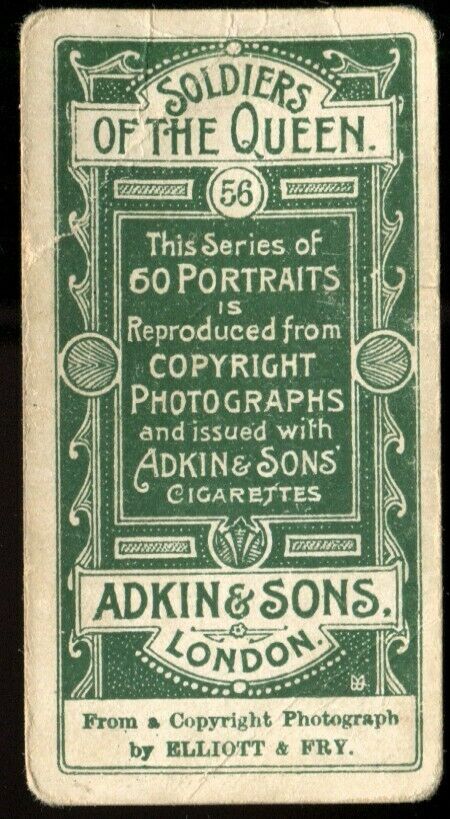 SOLDIERS
OF THE QUEEN.
56
This Series of
60 PORTRAITS
IS
Reproduced from
COPYRIGHT
PHOTOGRAPHS
and issued with
ADKIN & SONS'
CIGARETTES
ADKIN & SONS,
LONDON.
From a Copyright Photograph
by ELLIOTT & FRY.